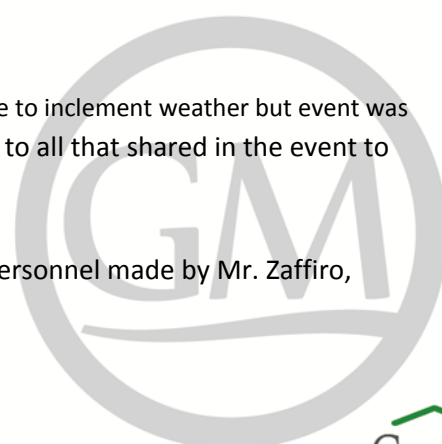 e to inclement weather but event was
to all that shared in the event to
GM
ersonnel made by Mr. Zaffiro,